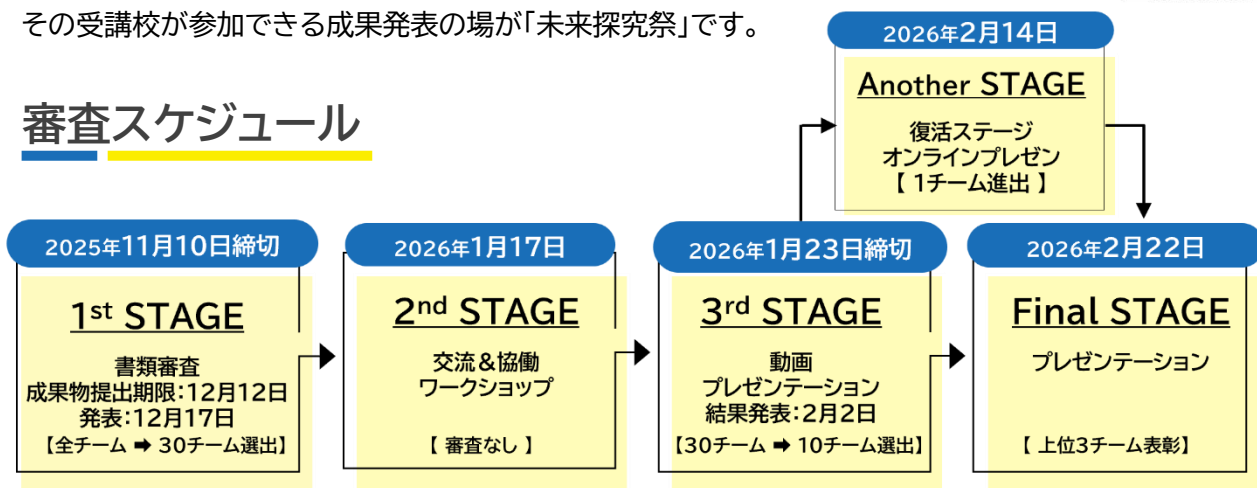 その受講校が参加できる成果発表の場が「未来探究祭」です。
審査スケジュール
2026年2月14日
Another STAGE
復活ステージ
オンラインプレゼン
【 1チーム進出 】
2025年11月10日締切
1st STAGE
書類審査
成果物提出期限：12月12日
発表：12月17日
【全チーム ➡ 30チーム選出】
2026年1月17日
2nd STAGE
交流＆協働
ワークショップ
【 審査なし 】
2026年1月23日締切
3rd STAGE
動画
プレゼンテーション
結果発表：2月2日
【30チーム ➡ 10チーム選出】
2026年2月22日
Final STAGE
プレゼンテーション
【 上位3チーム表彰】